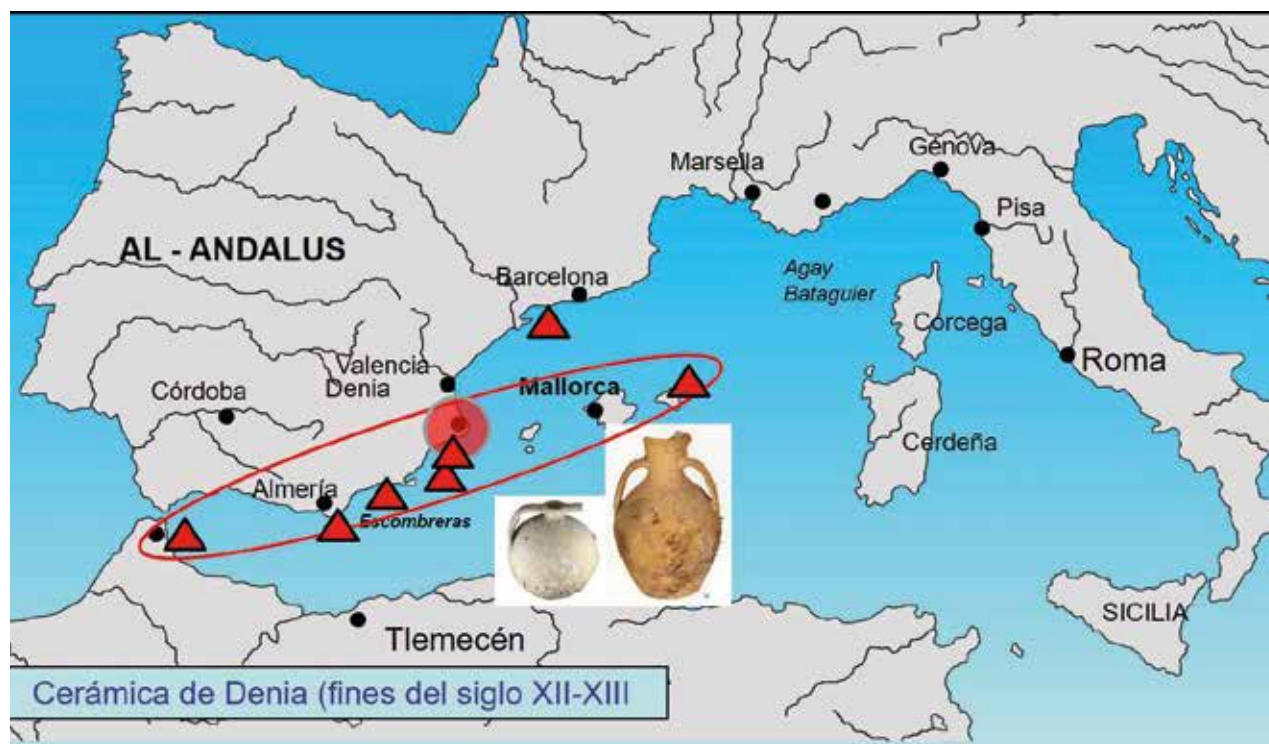 Génova
Marsella
Pisa
AL - ANDALUS
Barcelona
Agay
Bataguier
Corcega
Valencia
Denia
Mallorca
Roma
Córdoba
Cerdeña
Almería
Escombreras
SICILIA
Tlemecén
Cerámica de Denia (fines del siglo XII-XIII